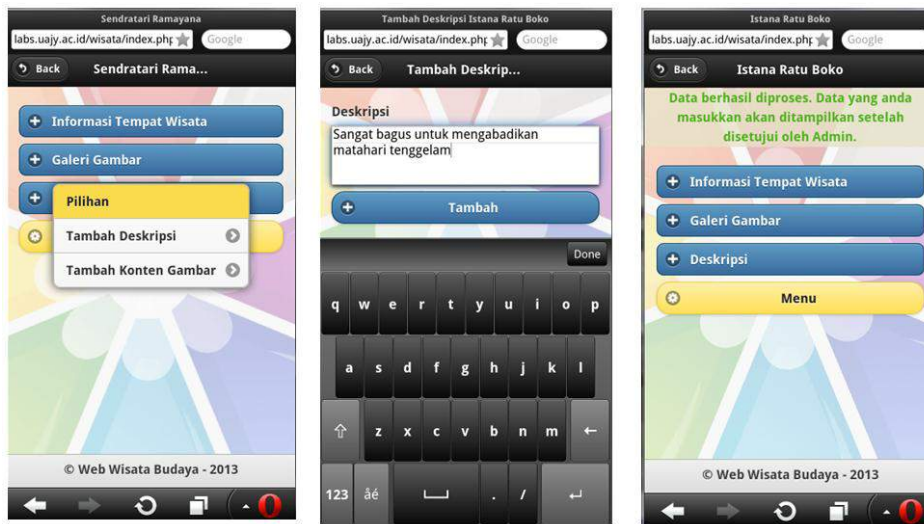 Sendratari Ramayana
labs.uajy.ac.id/wisata/index.php
Google
Back
Sendratari Rama...
Informasi Tempat Wisata
Galeri Gambar
Pilihan
Tambah Deskripsi
Tambah Konten Gambar
© Web Wisata Budaya - 2013
Tambah Deskripsi Istana Ratu Boko
labs.uajy.ac.id/wisata/index.php
Google
Back
Tambah Deskrip...
Deskripsi
Sangat bagus untuk mengabadikan
matahari tenggelam
Tambah
Done
q w e r t y u i o p
a s d f g h j k l
z x c v b n m
123 åé . /
Istana Ratu Boko
labs.uajy.ac.id/wisata/index.php
Google
Back
Istana Ratu Boko
Data berhasil diproses. Data yang anda
masukkan akan ditampilkan setelah
disetujui oleh Admin.
Informasi Tempat Wisata
Galeri Gambar
Deskripsi
Menu
© Web Wisata Budaya - 2013